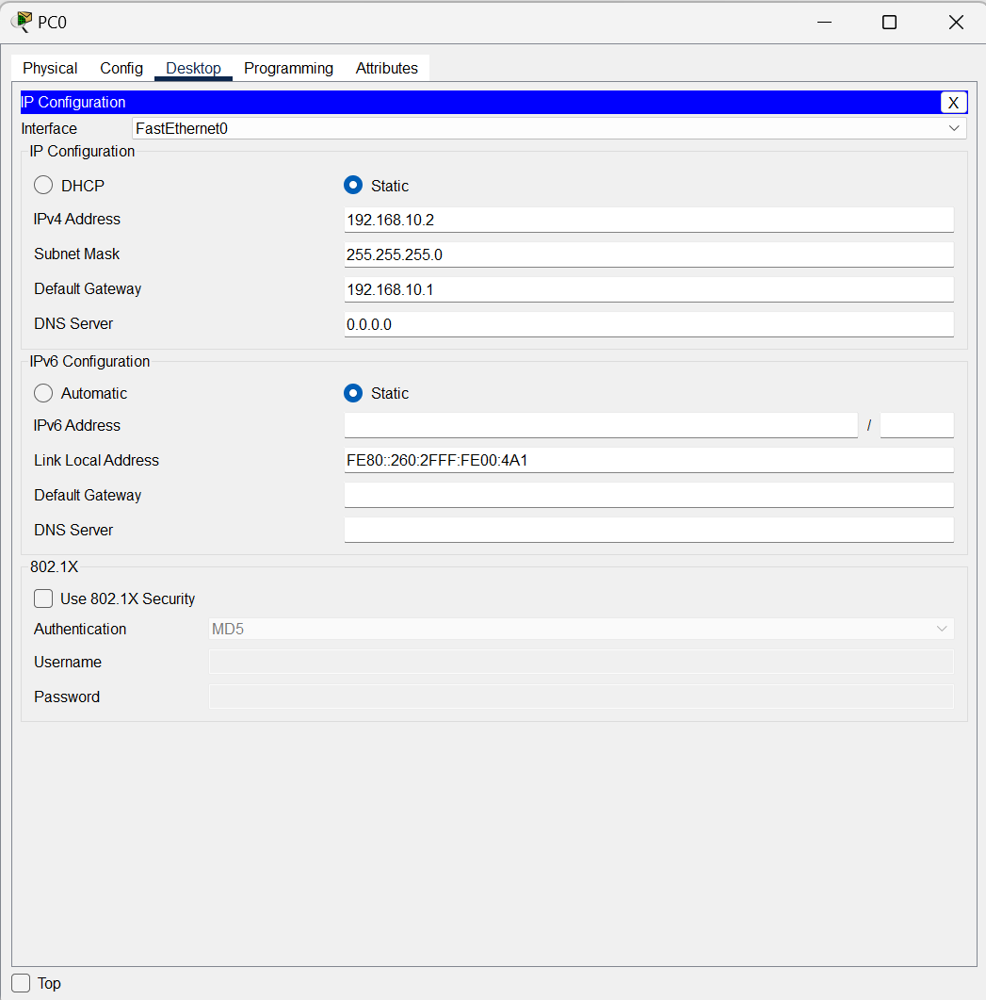 PC0
Physical Config Desktop Programming Attributes
IP Configuration X
Interface FastEthernet0
IP Configuration
DHCP Static
IPv4 Address 192.168.10.2
Subnet Mask 255.255.255.0
Default Gateway 192.168.10.1
DNS Server 0.0.0.0
IPv6 Configuration
Automatic Static
IPv6 Address /
Link Local Address FE80::260:2FFF:FE00:4A1
Default Gateway
DNS Server
802.1X
Use 802.1X Security
Authentication MD5
Username
Password
Top